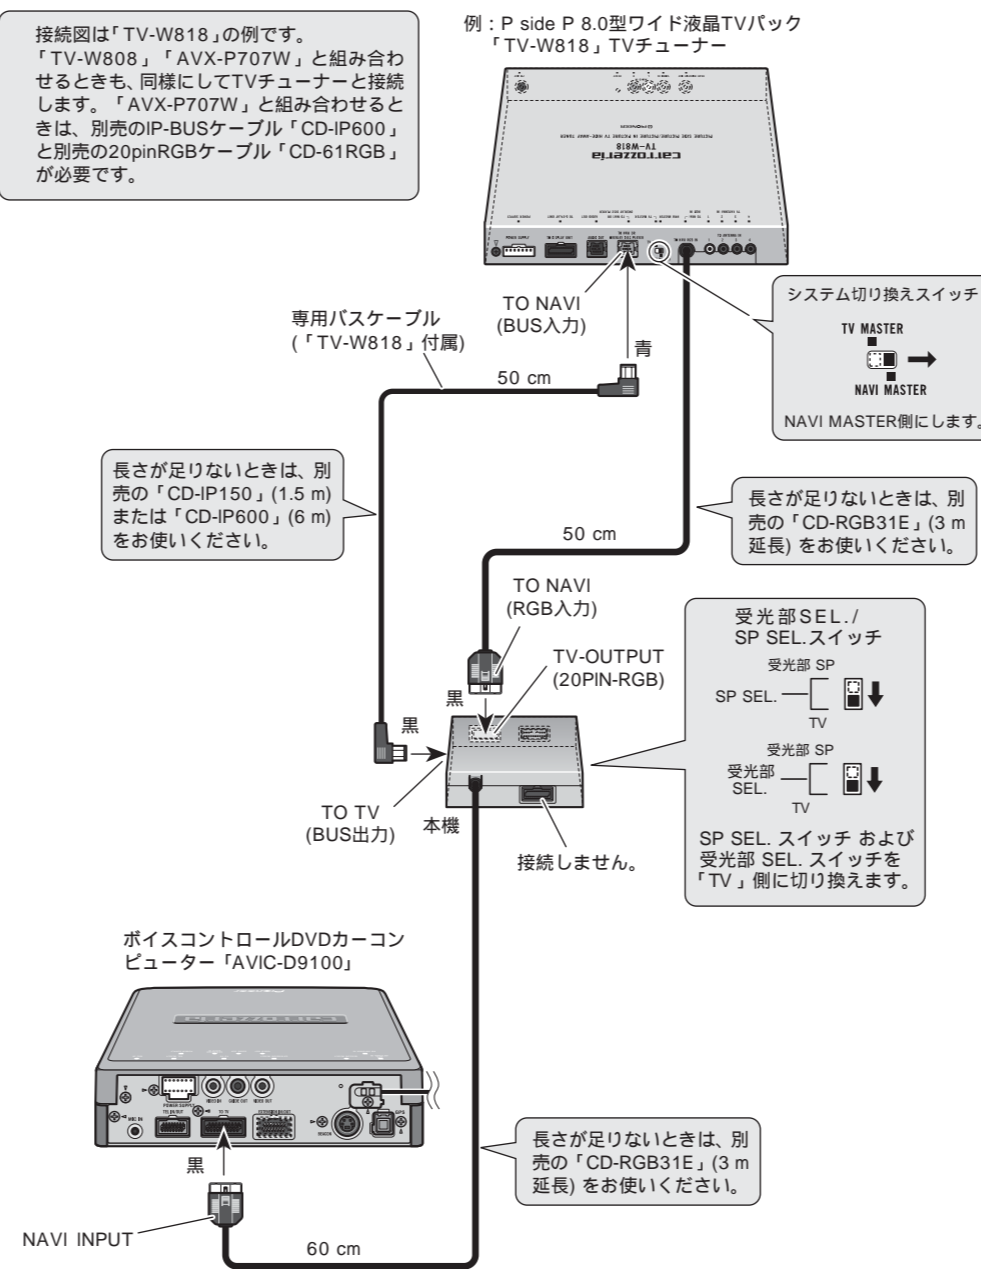 接続図は「TV-W818」の例です。
「TV-W808」「AVX-P707W」と組み合わ
せるときも、同様にしてTVチューナーと接続
します。「AVX-P707W」と組み合わせると
きは、別売のIP-BUSケーブル「CD-IP600」
と別売の20pinRGBケーブル「CD-61RGB」
が必要です。
例：P side P 8.0型ワイド液晶TVパック
「TV-W818」TVチューナー
carrozzeria
TV-W818
TO NAVI
(BUS入力)
青
システム切り換えスイッチ
TV MASTER
NAVI MASTER
NAVI MASTER側にします。
専用バスケーブル
(「TV-W818」付属)
50 cm
長さが足りないときは、別
売の「CD-IP150」(1.5 m)
または「CD-IP600」(6 m)
をお使いください。
長さが足りないときは、別
売の「CD-RGB31E」(3 m
延長) をお使いください。
50 cm
TO NAVI
(RGB入力)
TV-OUTPUT
(20PIN-RGB)
黒
黒
TO TV
(BUS出力)
本機
接続しません。
受光部SEL./
SP SEL.スイッチ
受光部 SP
SP SEL.
TV
受光部 SP
受光部
SEL.
TV
SP SEL. スイッチ および
受光部 SEL. スイッチを
「TV」側に切り換えます。
ボイスコントロールDVDカーコン
ピューター「AVIC-D9100」
POWER SUPPLY
VIDEO IN
GUIDE OUT
VIDEO OUT
MIC IN
TO TV
EXTENSION IN/OUT
SENSOR
GPS
黒
NAVI INPUT
60 cm
長さが足りないときは、別
売の「CD-RGB31E」(3 m
延長) をお使いください。